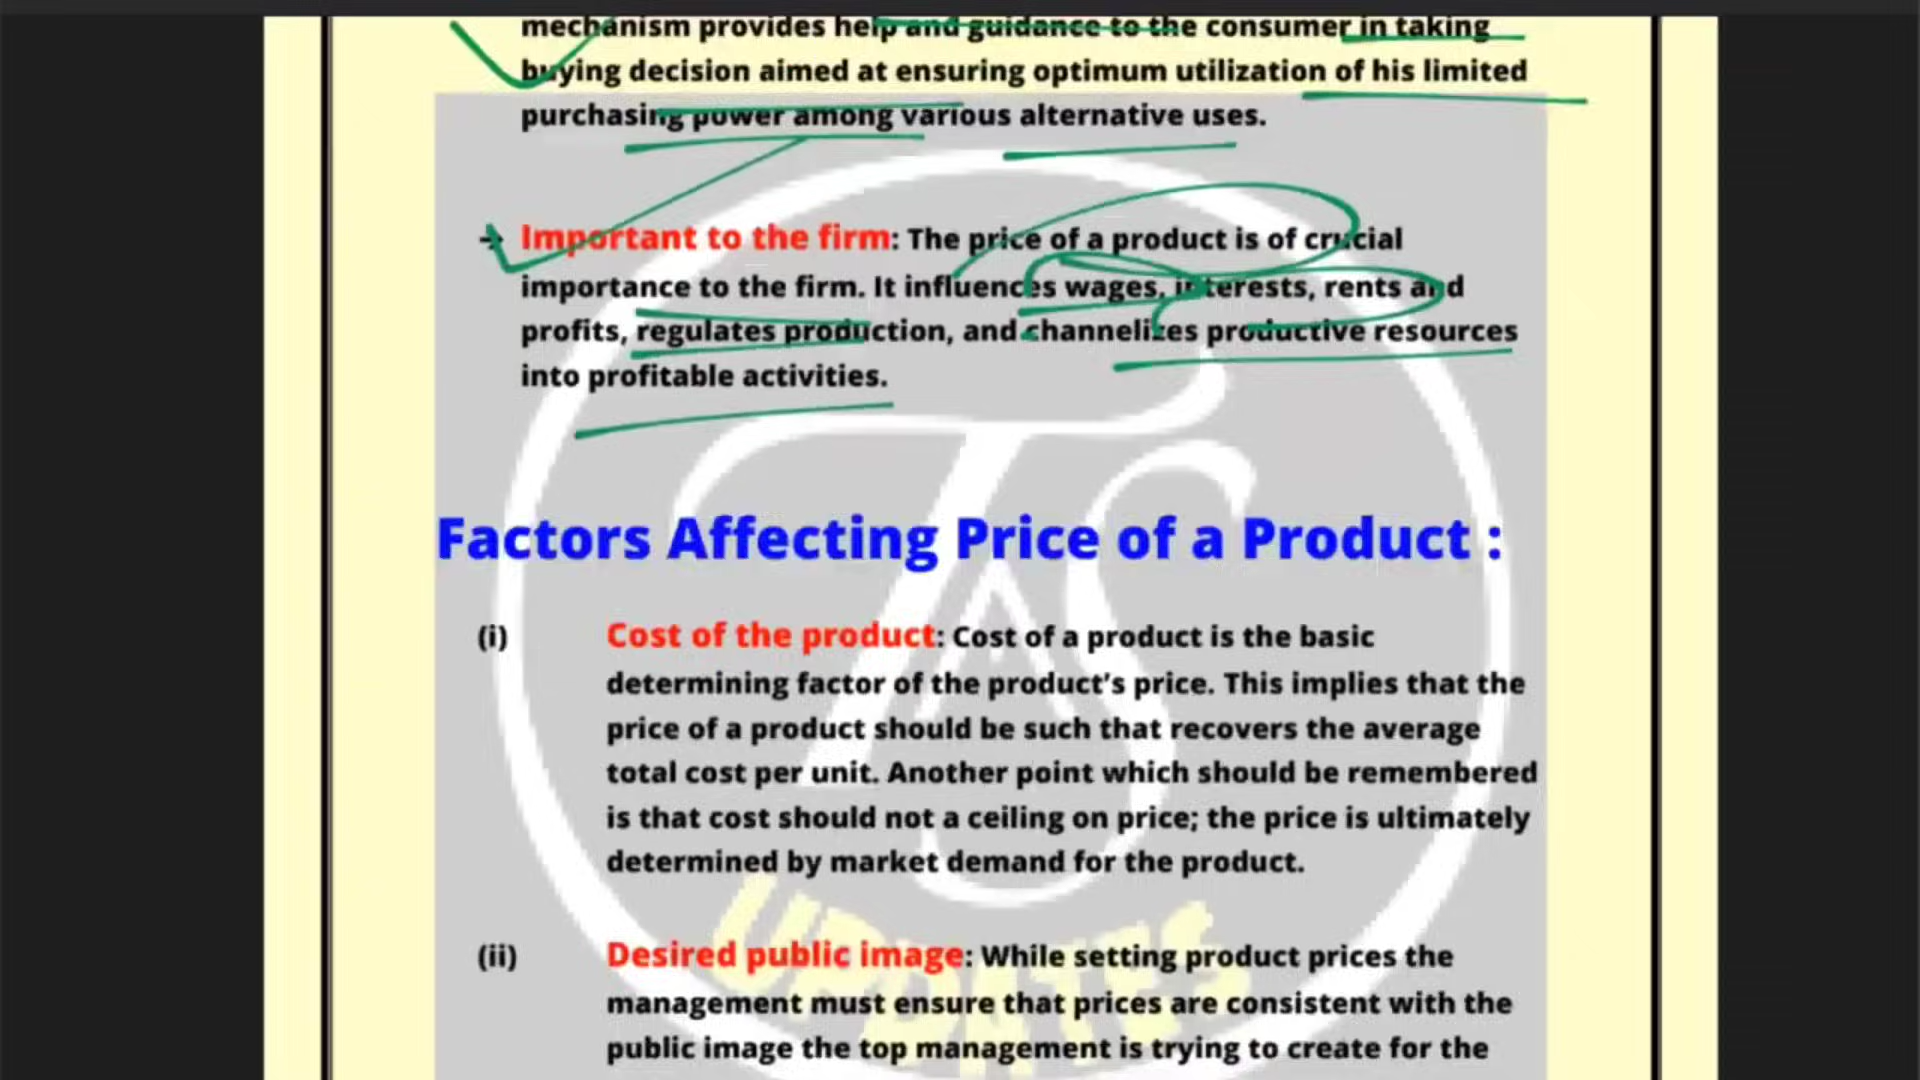 mechanism provides help and guidance to the consumer in taking
buying decision aimed at ensuring optimum utilization of his limited
purchasing power among various alternative uses.
→ Important to the firm: The price of a product is of crucial
importance to the firm. It influences wages, interests, rents and
profits, regulates production, and channelizes productive resources
into profitable activities.
Factors Affecting Price of a Product :
(i) Cost of the product: Cost of a product is the basic
determining factor of the product’s price. This implies that the
price of a product should be such that recovers the average
total cost per unit. Another point which should be remembered
is that cost should not a ceiling on price; the price is ultimately
determined by market demand for the product.
(ii) Desired public image: While setting product prices the
management must ensure that prices are consistent with the
public image the top management is trying to create for the
UPDATES